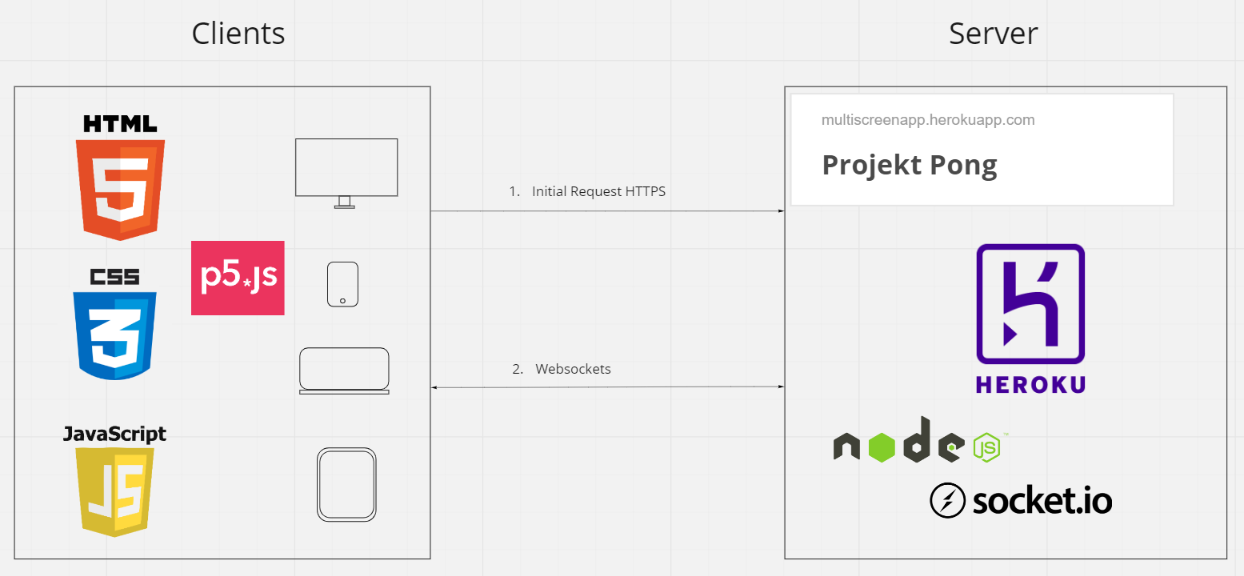 Clients
Server
HTML
5
CSS
3
JavaScript
JS
p5.js
1. Initial Request HTTPS
2. Websockets
multiscreenapp.herokuapp.com
Projekt Pong
HEROKU
node
JS
™
socket.io